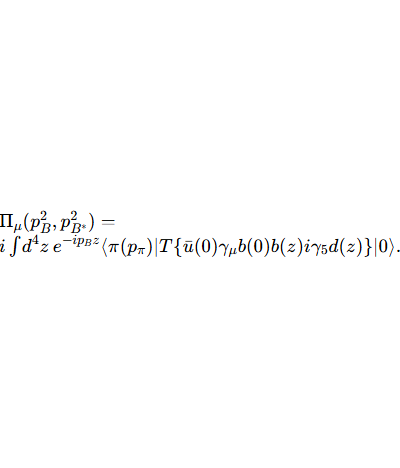 Π_μ(p_B^2, p_{B*}^2) =
i ∫ d^4z e^{-ip_B z} ⟨π(p_π)|T{ū(0)γ_μ b(0)b(z)iγ_5 d(z)}|0⟩.